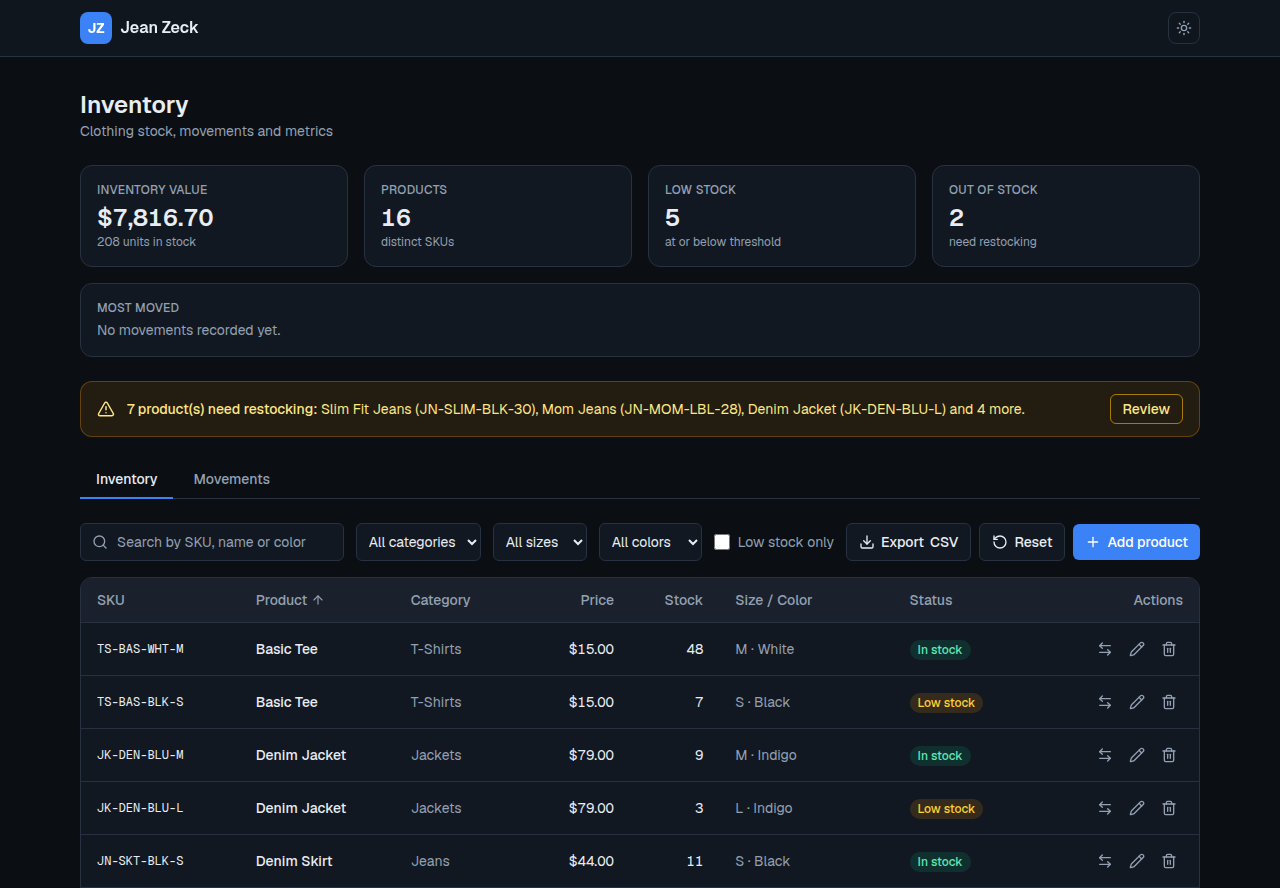 JZ Jean Zeck
Inventory
Clothing stock, movements and metrics
INVENTORY VALUE
$7,816.70
208 units in stock
PRODUCTS
16
distinct SKUs
LOW STOCK
5
at or below threshold
OUT OF STOCK
2
need restocking
MOST MOVED
No movements recorded yet.
7 product(s) need restocking: Slim Fit Jeans (JN-SLIM-BLK-30), Mom Jeans (JN-MOM-LBL-28), Denim Jacket (JK-DEN-BLU-L) and 4 more. Review
Inventory Movements
Search by SKU, name or color All categories All sizes All colors Low stock only Export CSV Reset Add product
SKU Product Category Price Stock Size / Color Status Actions
TS-BAS-WHT-M Basic Tee T-Shirts $15.00 48 M · White In stock
TS-BAS-BLK-S Basic Tee T-Shirts $15.00 7 S · Black Low stock
JK-DEN-BLU-M Denim Jacket Jackets $79.00 9 M · Indigo In stock
JK-DEN-BLU-L Denim Jacket Jackets $79.00 3 L · Indigo Low stock
JN-SKT-BLK-S Denim Skirt Jeans $44.00 11 S · Black In stock